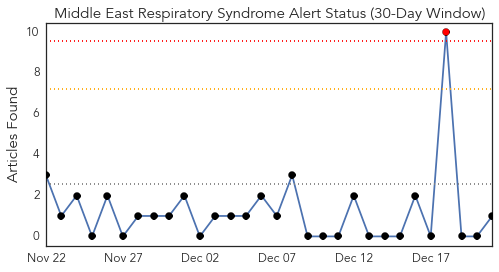 Middle East Respiratory Syndrome Alert Status (30-Day Window)
Articles Found
10
8
6
4
2
0
Nov 22 Nov 27 Dec 02 Dec 07 Dec 12 Dec 17